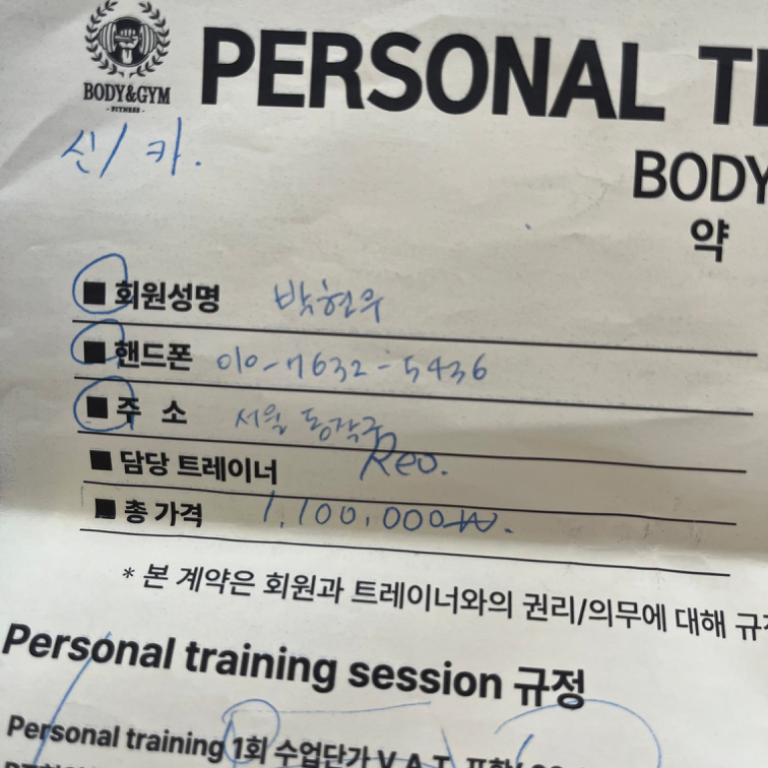 BODY&GYM
- FITNESS -
PERSONAL
신/카.
BODY
약
■ 회원성명 박현우
■ 핸드폰 010-7632-5436
■ 주 소 서울 동작구
■ 담당 트레이너 Reo.
■ 총 가격 1,100,000₩.
* 본 계약은 회원과 트레이너와의 권리/의무에 대해
Personal training session 규정
Personal training 1회 수업단가 V.A.T 포함/